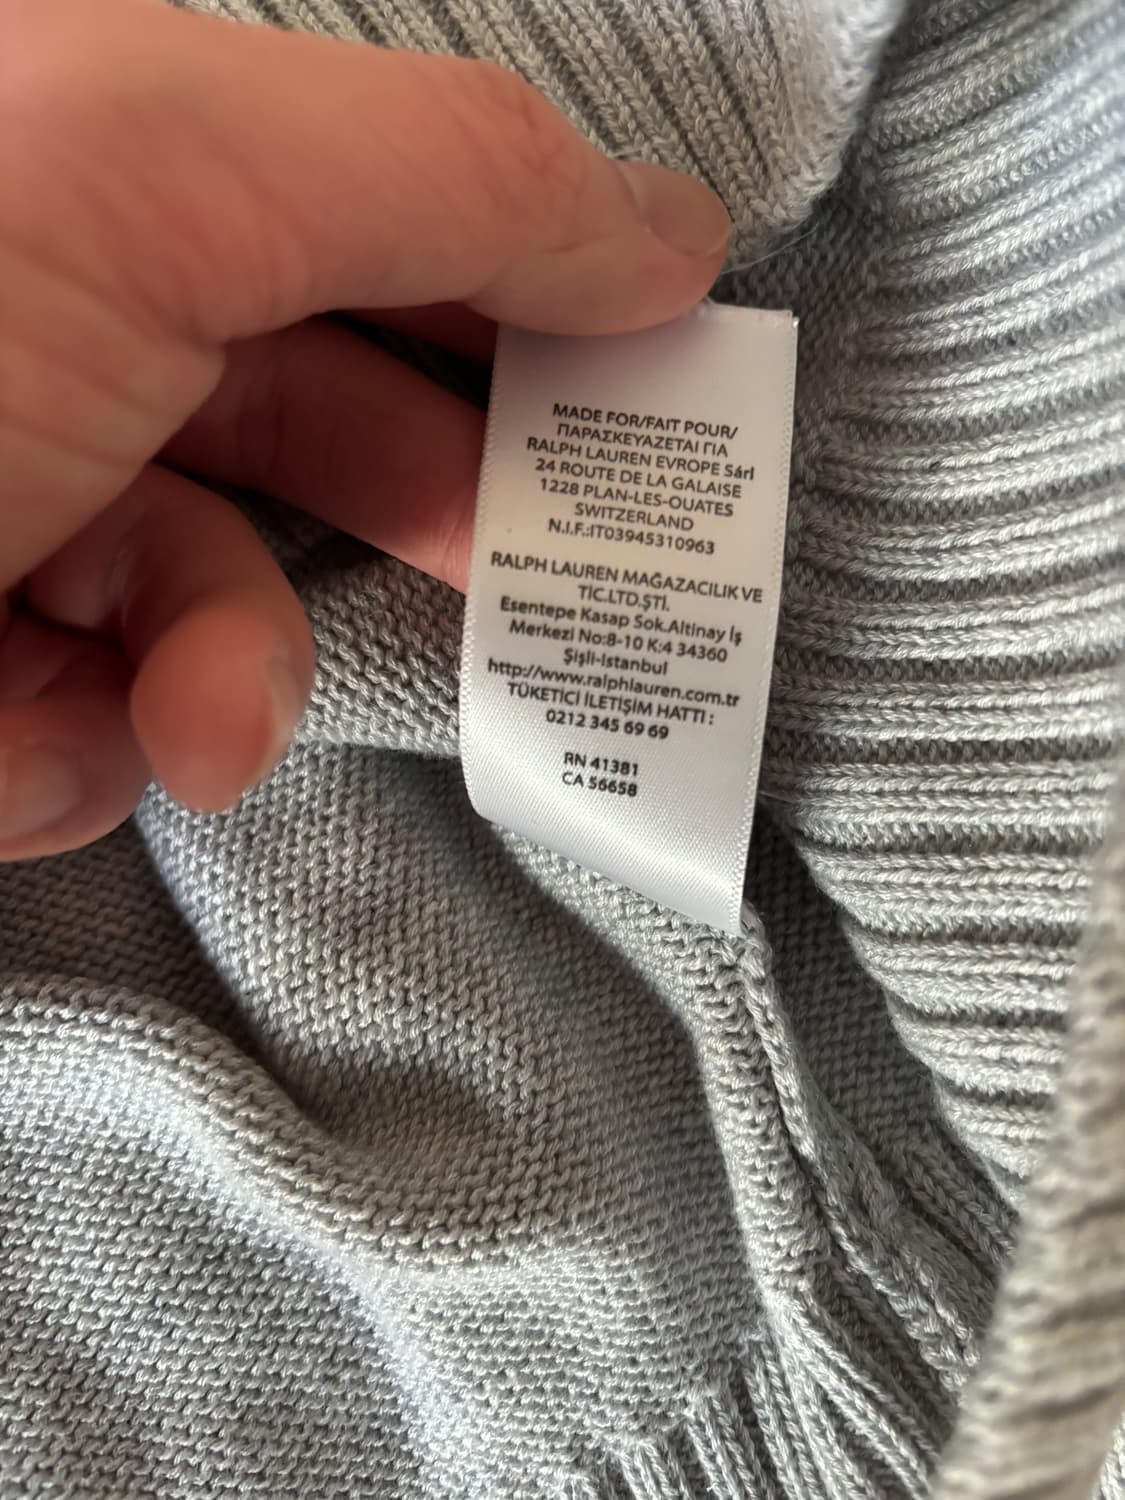 MADE FOR/FAIT POUR/
ΠΑΡΑΣΚΕΥΑΖΕΤΑΙ ΓΙΑ
RALPH LAUREN EVROPE Sárl
24 ROUTE DE LA GALAISE
1228 PLAN-LES-OUATES
SWITZERLAND
N.I.F.:IT03945310963
RALPH LAUREN MAĞAZACILIK VE
TİC.LTD.ŞTİ.
Esentepe Kasap Sok.Altinay İş
Merkezi No:8-10 K:4 34360
Şişli-Istanbul
http://www.ralphlauren.com.tr
TÜKETİCİ İLETİŞİM HATTI :
0212 345 69 69
RN 41381
CA 56658